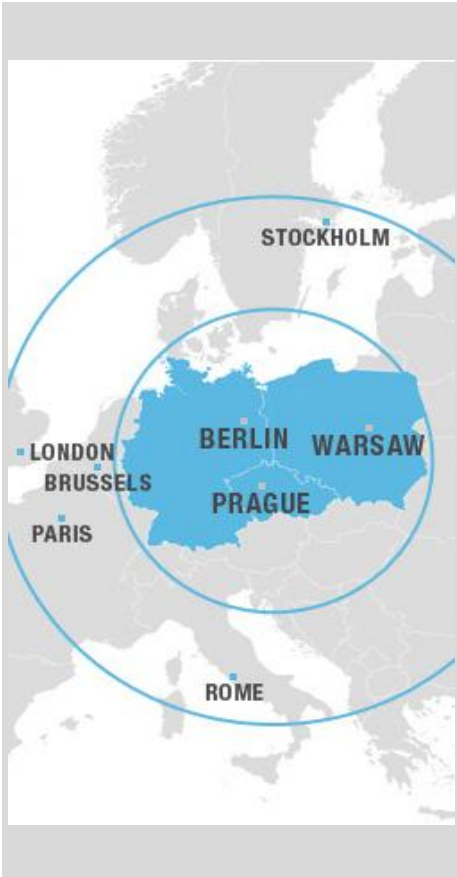 STOCKHOLM
BERLIN
WARSAW
LONDON
BRUSSELS
PRAGUE
PARIS
ROME